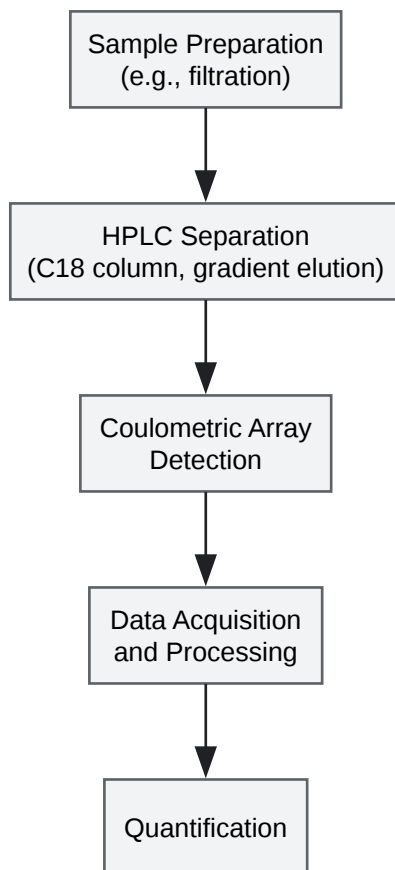 Sample Preparation
(e.g., filtration)
HPLC Separation
(C18 column, gradient elution)
Coulometric Array
Detection
Data Acquisition
and Processing
Quantification